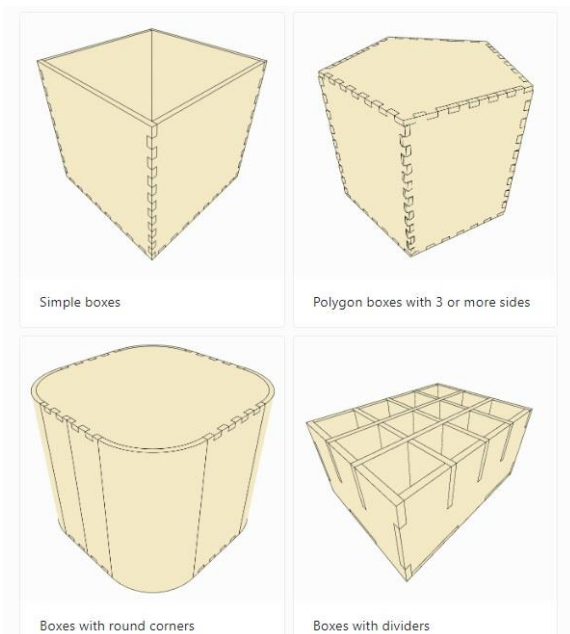 Simple boxes
Polygon boxes with 3 or more sides
Boxes with round corners
Boxes with dividers